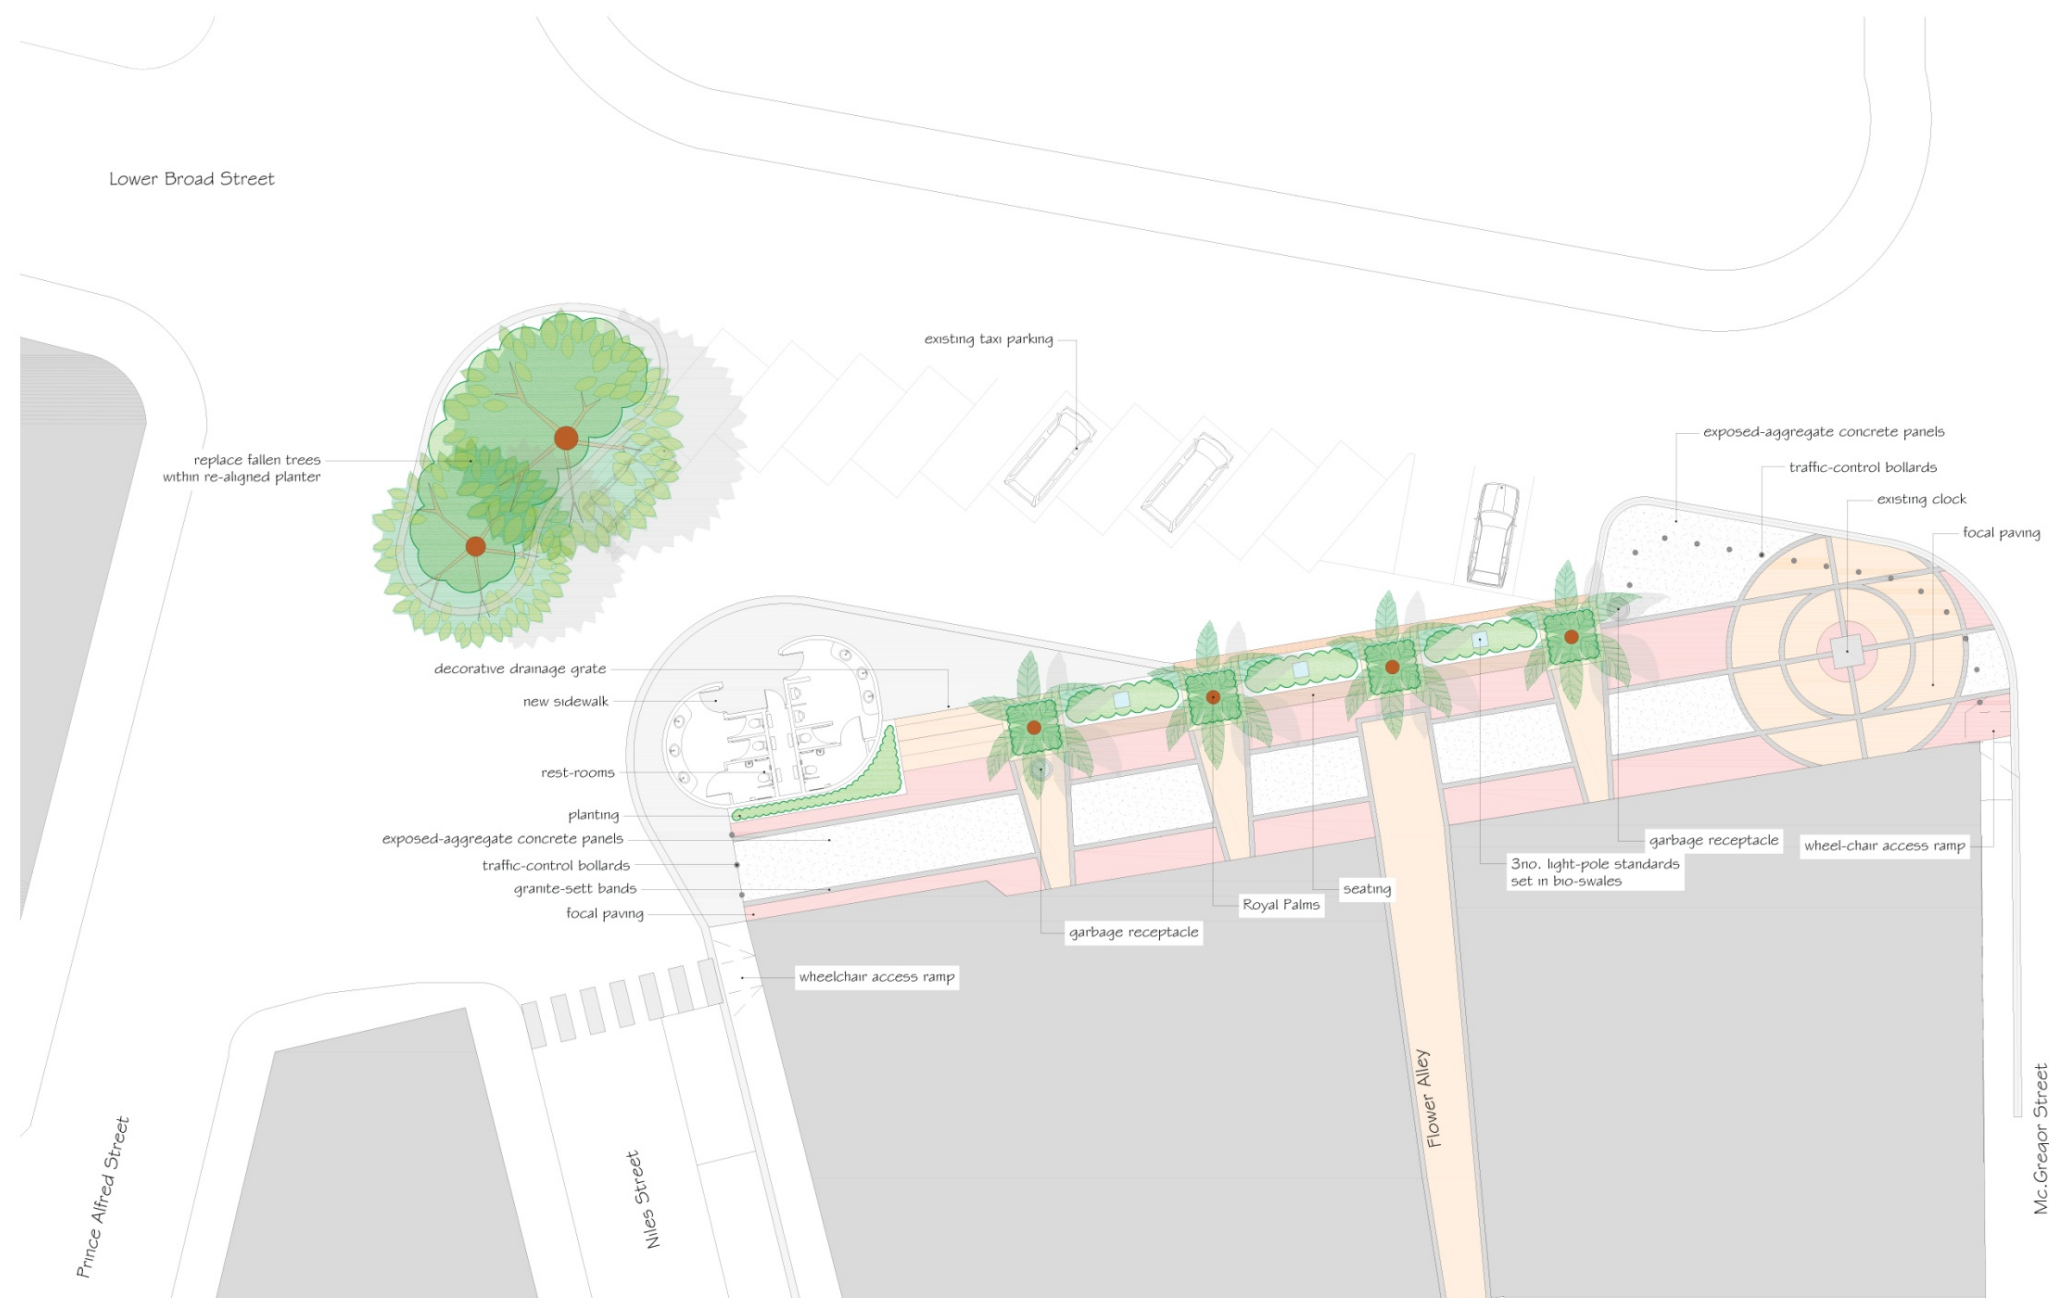 Lower Broad Street
existing taxi parking
exposed-aggregate concrete panels
replace fallen trees
within re-aligned planter
traffic-control bollards
existing clock
focal paving
decorative drainage grate
new sidewalk
rest-rooms
planting
exposed-aggregate concrete panels
traffic-control bollards
granite-sett bands
focal paving
wheelchair access ramp
garbage receptacle
Royal Palms
seating
3no. light-pole standards
set in bio-swales
garbage receptacle
wheel-chair access ramp
Prince Alfred Street
Niles Street
Flower Alley
Mc.Gregor Street